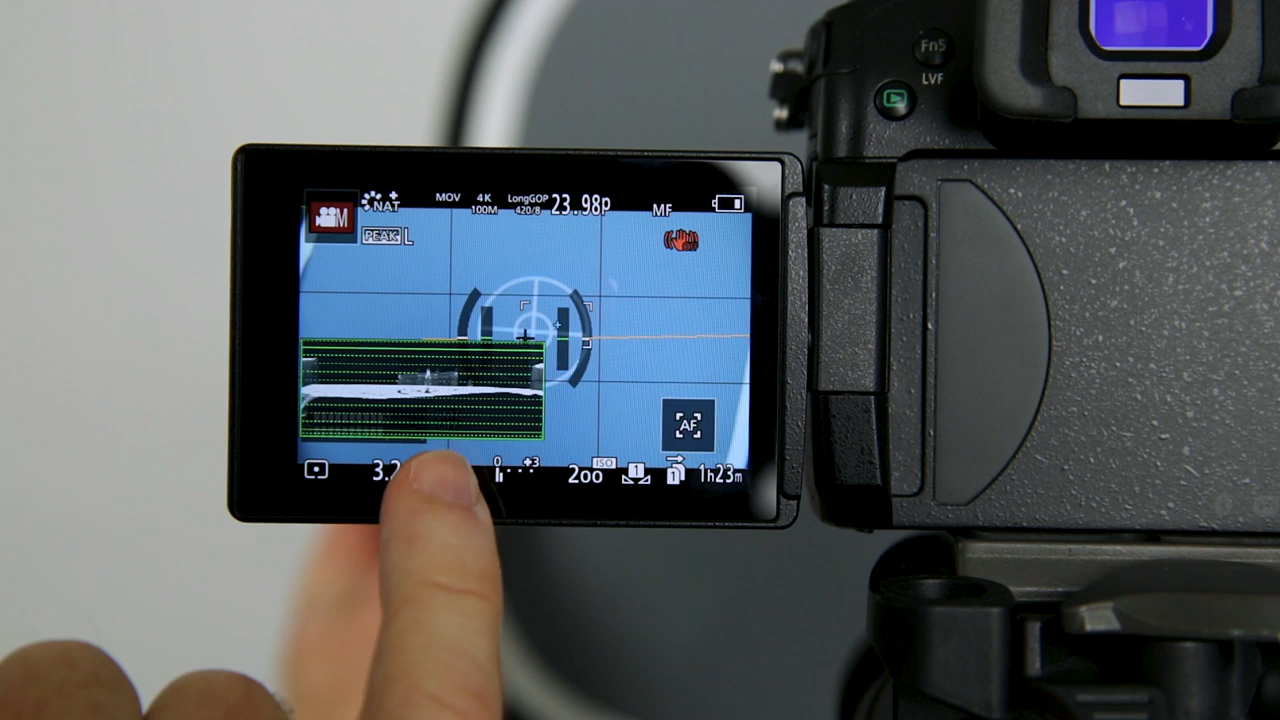 Fn5
LVF
NAT
MOV
4K
100M
LongGOP
420/8
23.98p
MF
M
PEAK L
AF
3.2
0
+3
200
ISO
1
1
1h23m